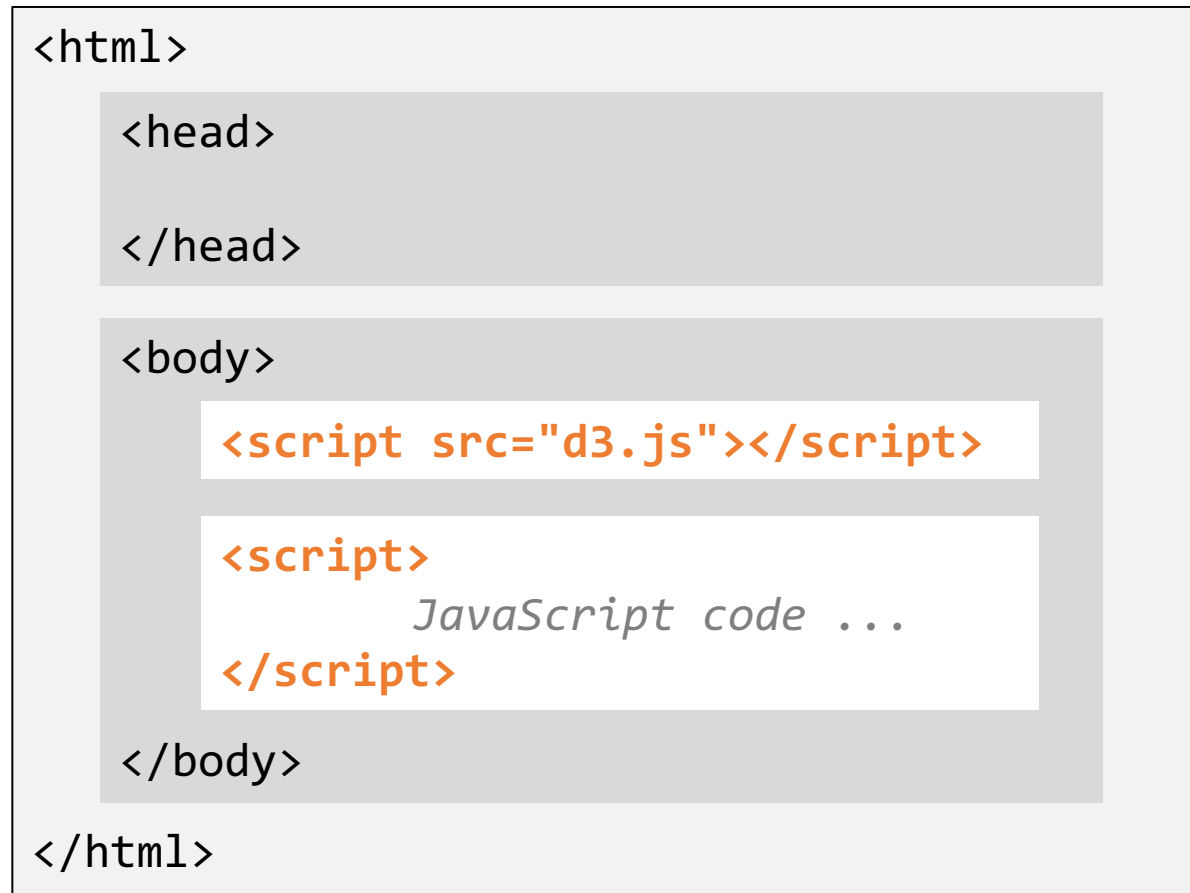 <html>
<head>
</head>
<body>
<script src="d3.js"></script>
<script>
JavaScript code ...
</script>
</body>
</html>